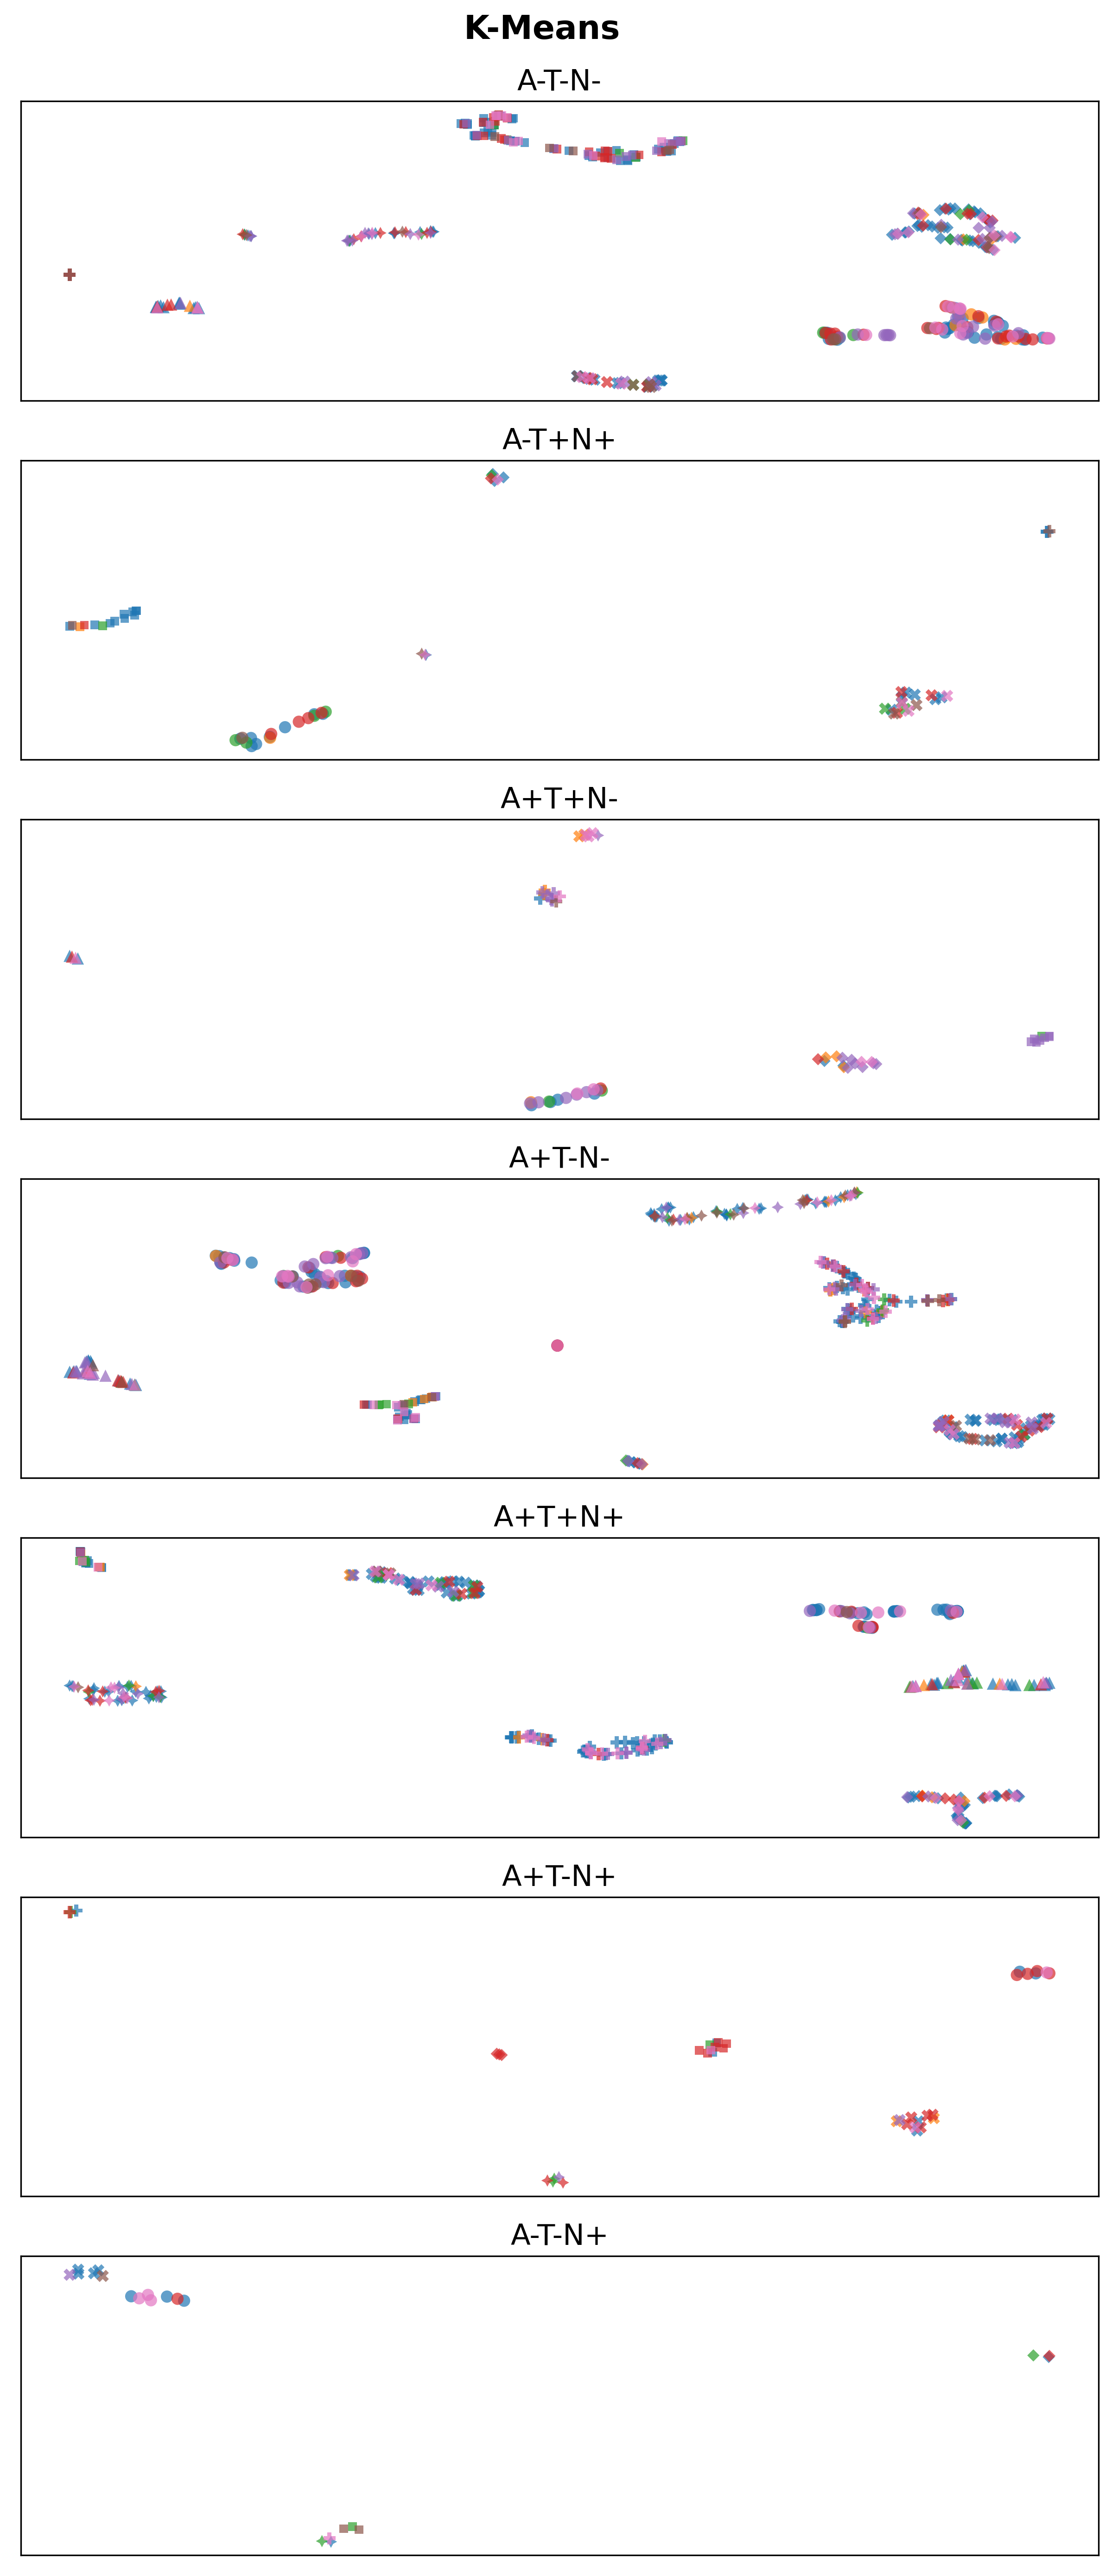 K-Means
A-T-N-
A-T+N+
A+T+N-
A+T-N-
A+T+N+
A+T-N+
A-T-N+